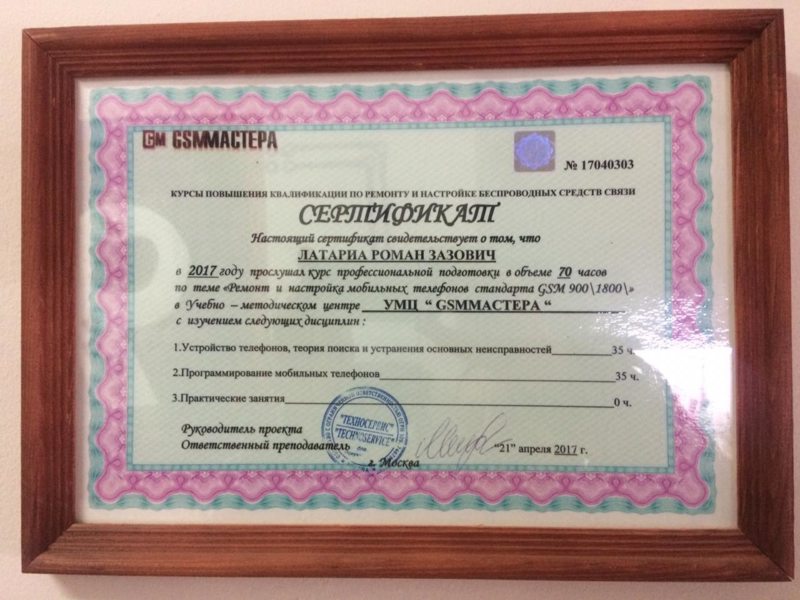 GM GSMМАСТЕРА
№ 17040303
КУРСЫ ПОВЫШЕНИЯ КВАЛИФИКАЦИИ ПО РЕМОНТУ И НАСТРОЙКЕ БЕСПРОВОДНЫХ СРЕДСТВ СВЯЗИ
СЕРТИФИКАТ
Настоящий сертификат свидетельствует о том, что
ЛАТАРИА РОМАН ЗАЗОВИЧ
в 2017 году прослушал курс профессиональной подготовки в объеме 70 часов
по теме «Ремонт и настройка мобильных телефонов стандарта GSM 900\1800\»
в Учебно – методическом центре УМЦ “ GSMМАСТЕРА “
с изучением следующих дисциплин :
1.Устройство телефонов, теория поиска и устранения основных неисправностей 35 ч.
2.Программирование мобильных телефонов 35 ч.
3.Практические занятия 0 ч.
Руководитель проекта
Ответственный преподаватель “21” апреля 2017 г.
г. Москва
"ТЕХНОСЕРВИС"
"TECHNOSERVICE"